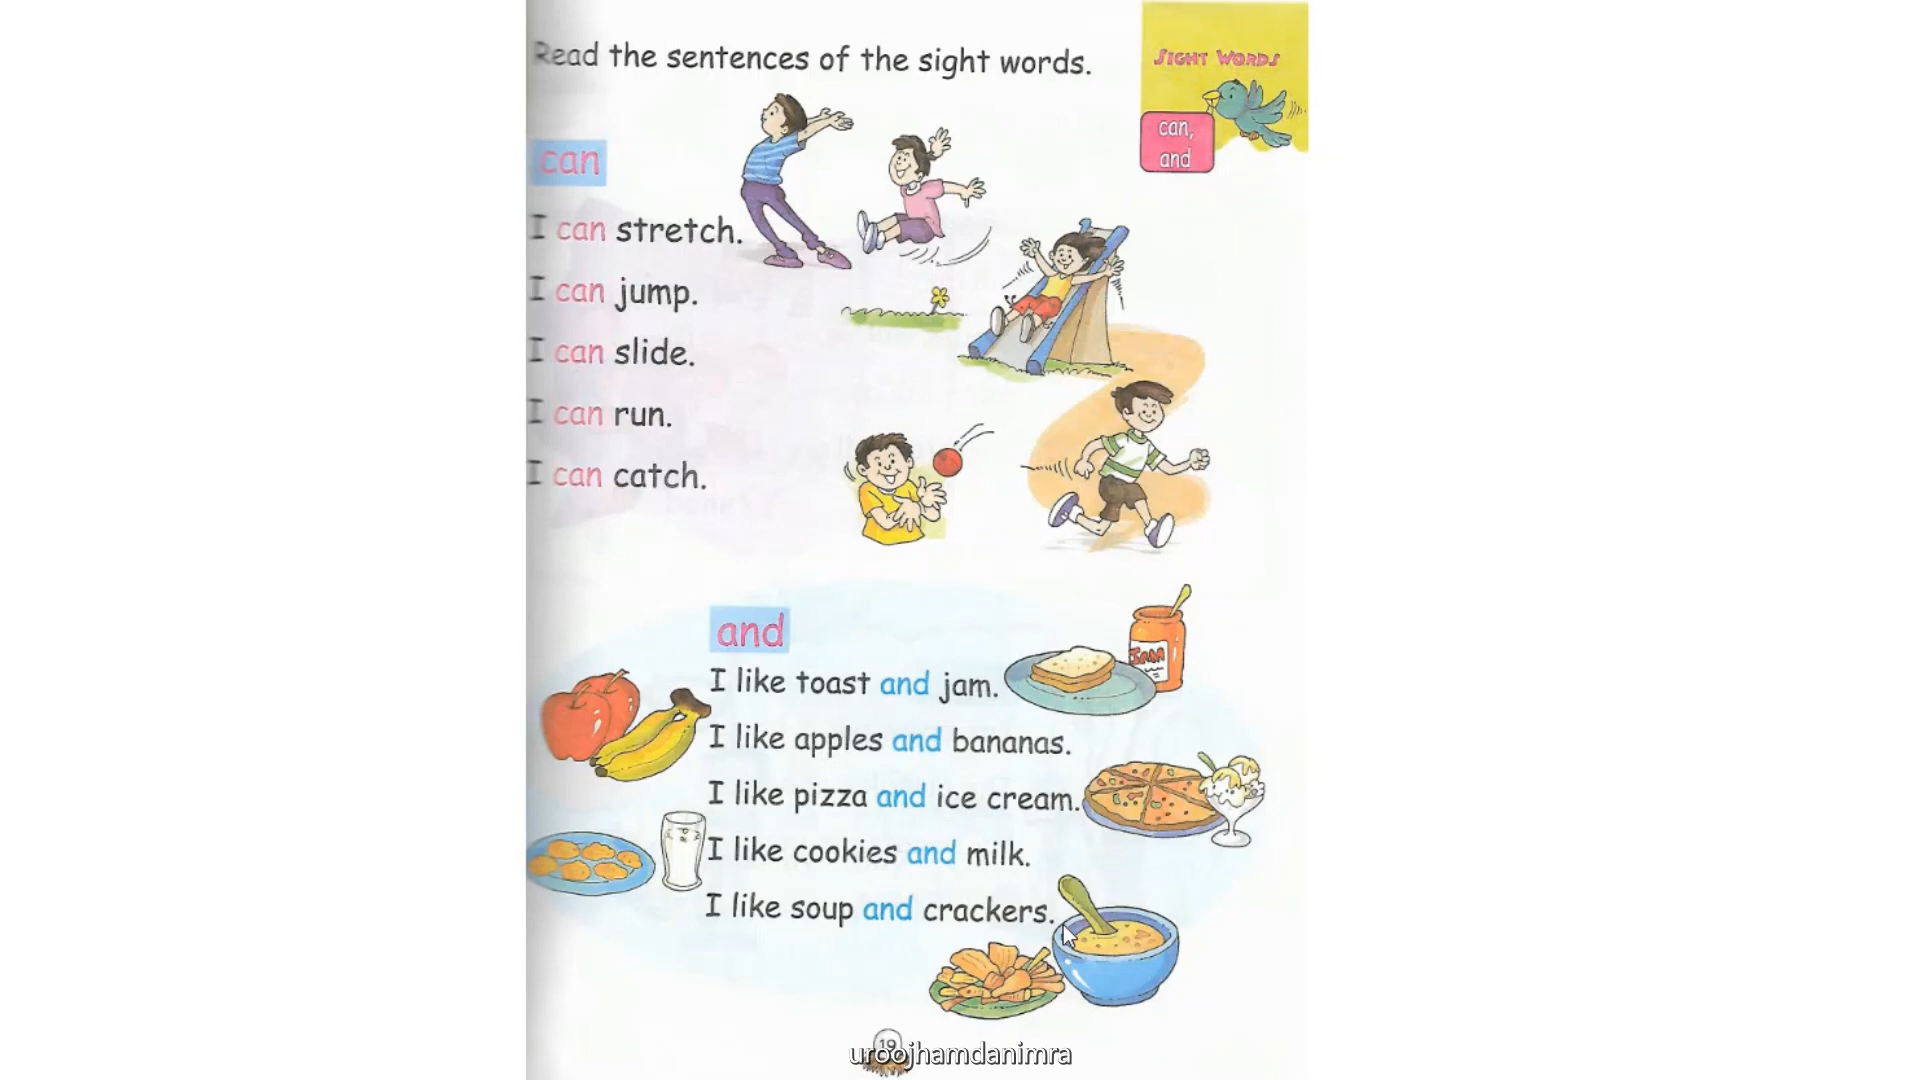 Read the sentences of the sight words.
SIGHT WORDS
can,
and
can
I can stretch.
I can jump.
I can slide.
I can run.
I can catch.
and
I like toast and jam.
JAM
I like apples and bananas.
I like pizza and ice cream.
I like cookies and milk.
I like soup and crackers.
19
uroojhamdanimra